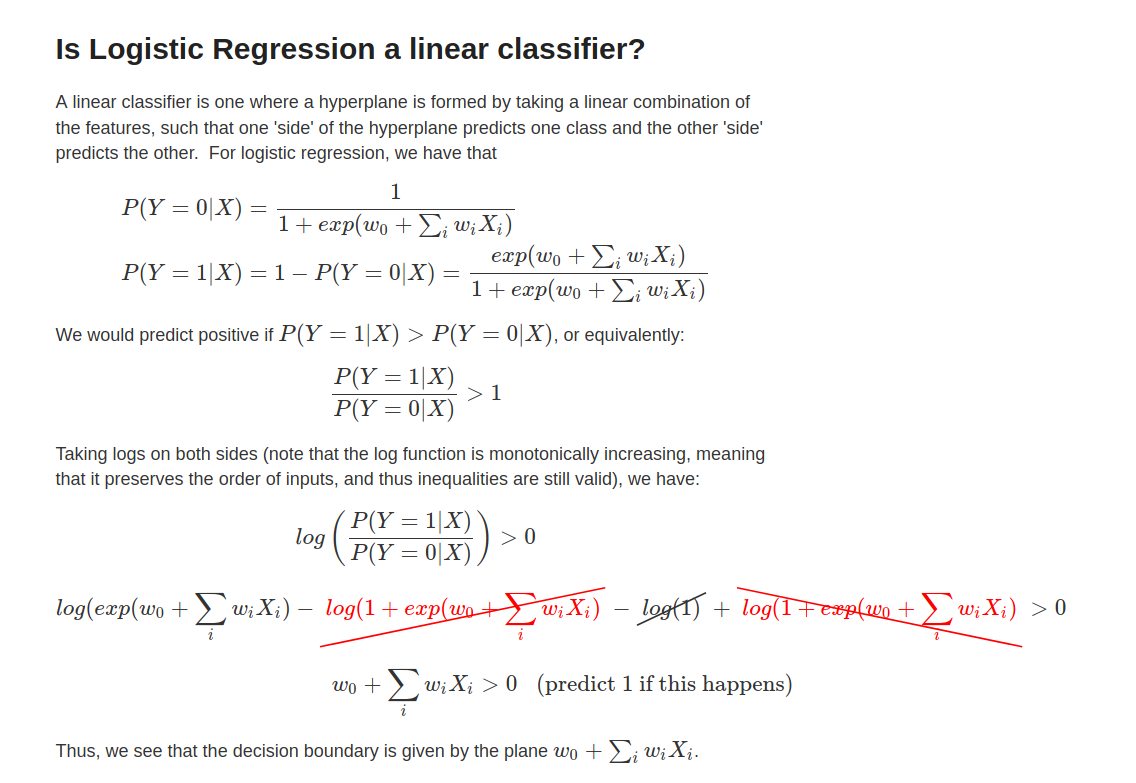 Is Logistic Regression a linear classifier?
A linear classifier is one where a hyperplane is formed by taking a linear combination of
the features, such that one 'side' of the hyperplane predicts one class and the other 'side'
predicts the other.  For logistic regression, we have that
P(Y = 0|X) = \frac{1}{1 + exp(w_0 + \sum_i w_i X_i)}
P(Y = 1|X) = 1 − P(Y = 0|X) = \frac{exp(w_0 + \sum_i w_i X_i)}{1 + exp(w_0 + \sum_i w_i X_i)}
We would predict positive if P(Y = 1|X) > P(Y = 0|X), or equivalently:
\frac{P(Y = 1|X)}{P(Y = 0|X)} > 1
Taking logs on both sides (note that the log function is monotonically increasing, meaning
that it preserves the order of inputs, and thus inequalities are still valid), we have:
log \left( \frac{P(Y = 1|X)}{P(Y = 0|X)} \right) > 0
log(exp(w_0 + \sum_i w_i X_i) − log(1 + exp(w_0 + \sum_i w_i X_i) − log(1) + log(1 + exp(w_0 + \sum_i w_i X_i) > 0
w_0 + \sum_i w_i X_i > 0 (predict 1 if this happens)
Thus, we see that the decision boundary is given by the plane w_0 + \sum_i w_i X_i.